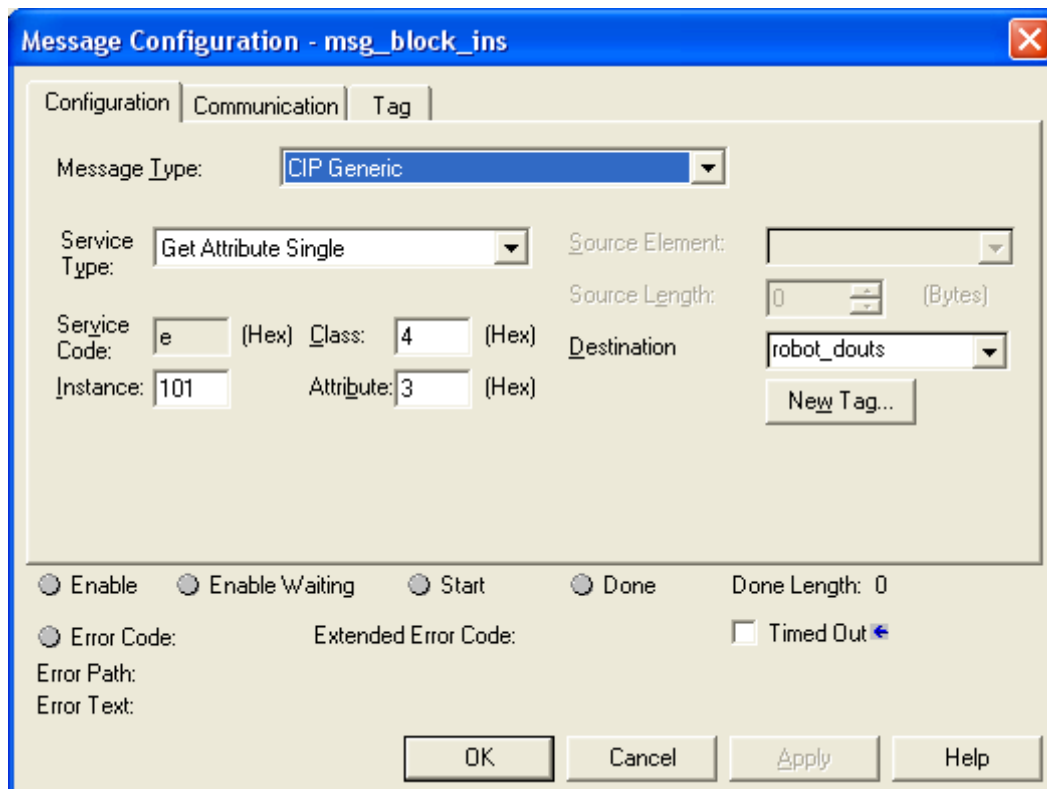 Message Configuration - msg_block_ins
Configuration Communication Tag
Message Type: CIP Generic
Service Type: Get Attribute Single
Source Element:
Source Length: 0 (Bytes)
Service Code: e (Hex) Class: 4 (Hex)
Destination robot_douts
Instance: 101 Attribute: 3 (Hex)
New Tag...
Enable Enable Waiting Start Done Done Length: 0
Error Code: Extended Error Code: Timed Out
Error Path:
Error Text:
OK Cancel Apply Help